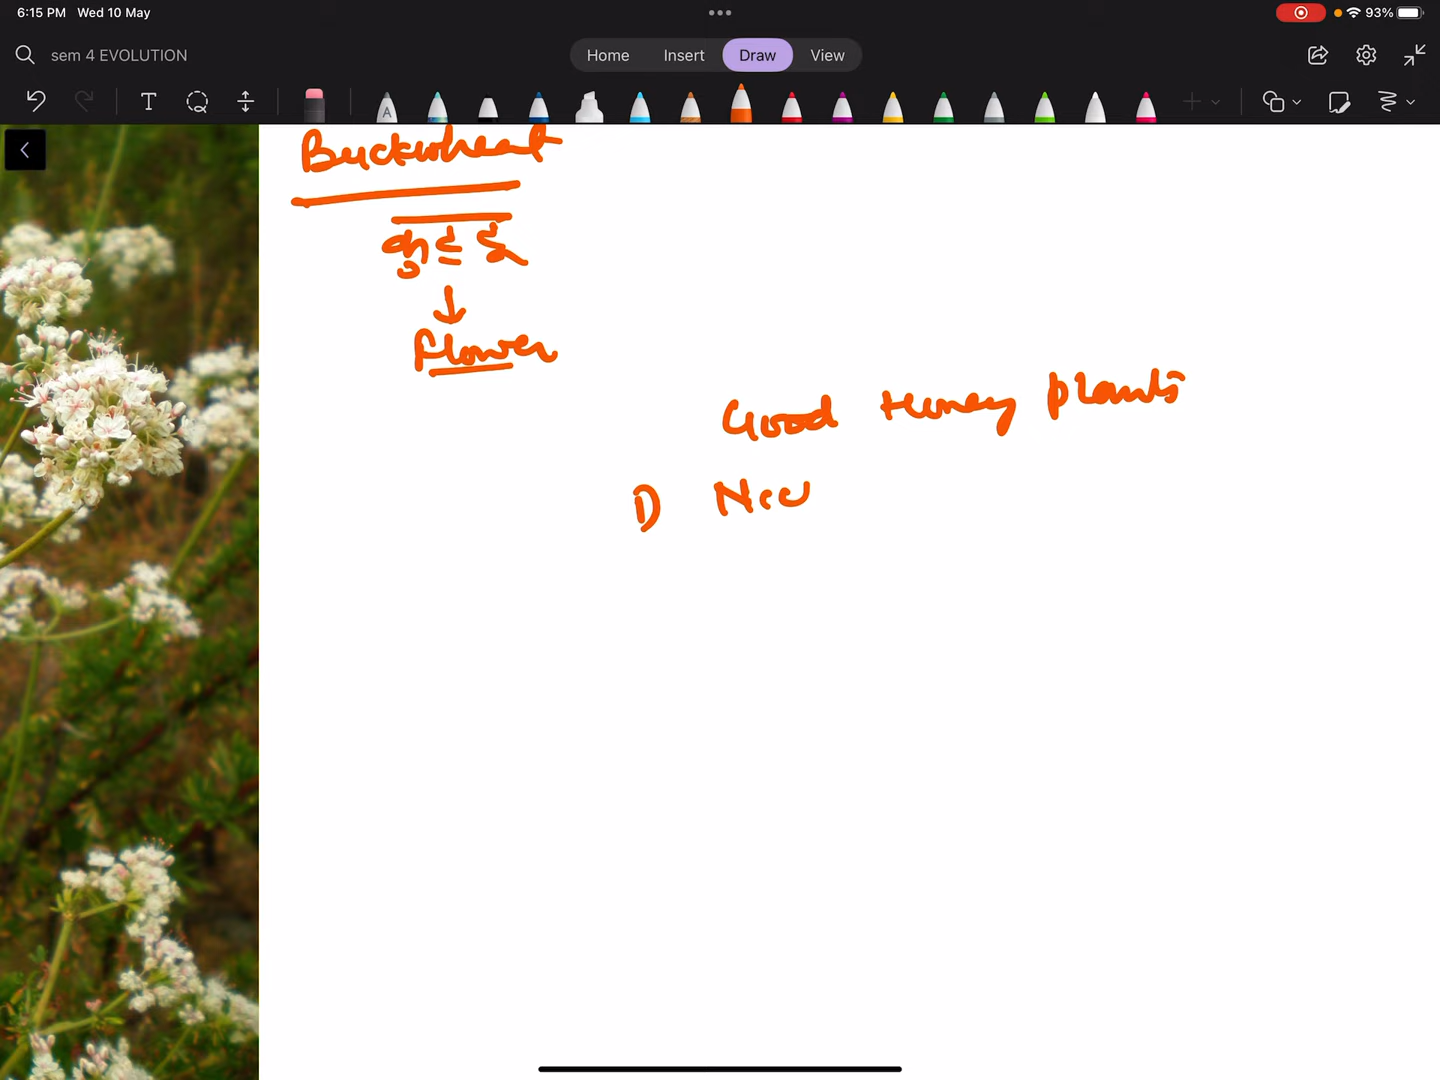 6:15 PM Wed 10 May
93%
sem 4 EVOLUTION
Home Insert Draw View
T
A
Buckwheat
कुट्टू
Flower
Good Honey plants
1) Nec